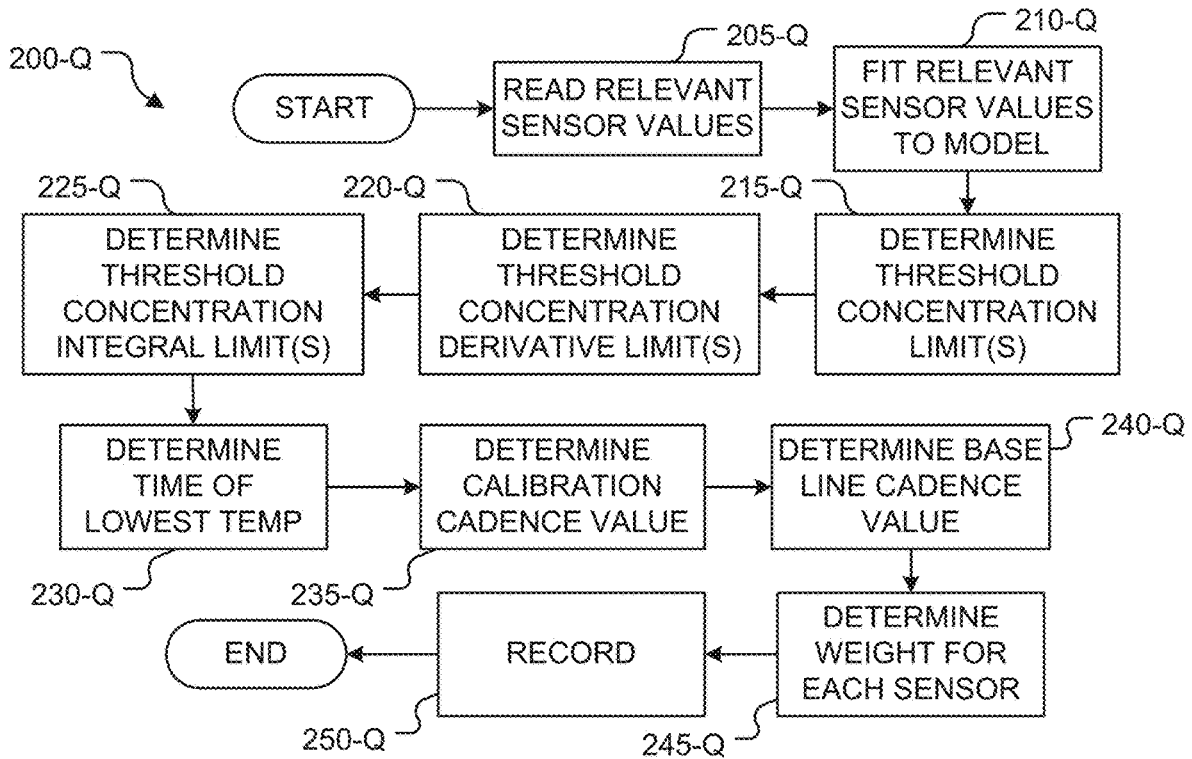 200-Q
START
205-Q
READ RELEVANT
SENSOR VALUES
210-Q
FIT RELEVANT
SENSOR VALUES
TO MODEL
225-Q
DETERMINE
THRESHOLD
CONCENTRATION
INTEGRAL LIMIT(S)
220-Q
DETERMINE
THRESHOLD
CONCENTRATION
DERIVATIVE LIMIT(S)
215-Q
DETERMINE
THRESHOLD
CONCENTRATION
LIMIT(S)
DETERMINE
TIME OF
LOWEST TEMP
230-Q
DETERMINE
CALIBRATION
CADENCE VALUE
235-Q
DETERMINE BASE
LINE CADENCE
VALUE
240-Q
END
RECORD
250-Q
DETERMINE
WEIGHT FOR
EACH SENSOR
245-Q